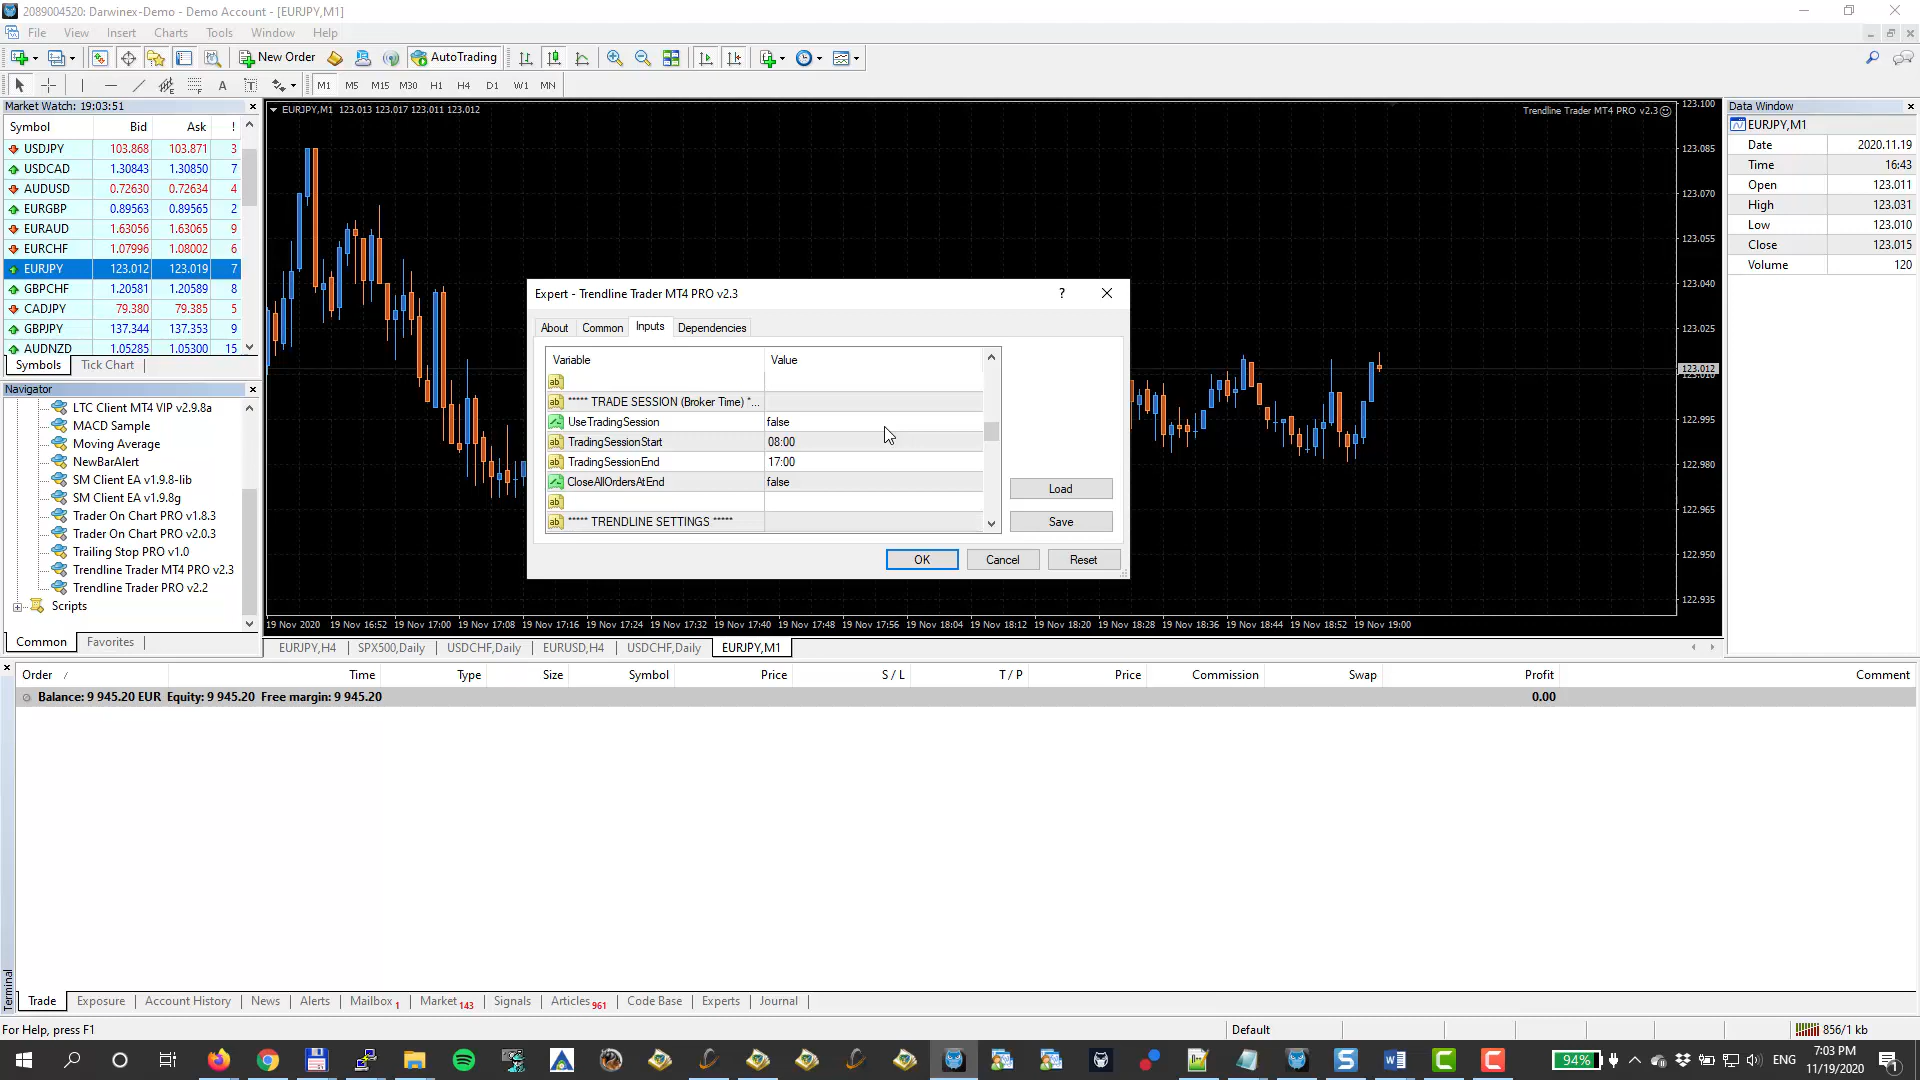 2089004520: Darwinex-Demo - Demo Account - [EURJPY,M1]
File View Insert Charts Tools Window Help
New Order AutoTrading
A T M1 M5 M15 M30 H1 H4 D1 W1 MN
Market Watch: 19:03:51
Symbol Bid Ask !
USDJPY 103.868 103.871 3
USDCAD 1.30843 1.30850 7
AUDUSD 0.72630 0.72634 4
EURGBP 0.89563 0.89565 2
EURAUD 1.63056 1.63065 9
EURCHF 1.07996 1.08002 6
EURJPY 123.012 123.019 7
GBPCHF 1.20581 1.20589 8
CADJPY 79.380 79.385 5
GBPJPY 137.344 137.353 9
AUDNZD 1.05285 1.05300 15
Symbols Tick Chart
Navigator
LTC Client MT4 VIP v2.9.8a
MACD Sample
Moving Average
NewBarAlert
SM Client EA v1.9.8-lib
SM Client EA v1.9.8g
Trader On Chart PRO v1.8.3
Trader On Chart PRO v2.0.3
Trailing Stop PRO v1.0
Trendline Trader MT4 PRO v2.3
Trendline Trader PRO v2.2
Scripts
Common Favorites
EURJPY,M1 123.013 123.017 123.011 123.012
Trendline Trader MT4 PRO v2.3
123.100
123.085
123.070
123.055
123.040
123.025
123.012
123.010
122.995
122.980
122.965
122.950
122.935
Expert - Trendline Trader MT4 PRO v2.3
?
About Common Inputs Dependencies
Variable Value
ab
ab ***** TRADE SESSION (Broker Time) *...
UseTradingSession false
ab TradingSessionStart 08:00
ab TradingSessionEnd 17:00
CloseAllOrdersAtEnd false
ab
ab ***** TRENDLINE SETTINGS *****
Load
Save
OK Cancel Reset
19 Nov 2020 19 Nov 16:52 19 Nov 17:00 19 Nov 17:08 19 Nov 17:16 19 Nov 17:24 19 Nov 17:32 19 Nov 17:40 19 Nov 17:48 19 Nov 17:56 19 Nov 18:04 19 Nov 18:12 19 Nov 18:20 19 Nov 18:28 19 Nov 18:36 19 Nov 18:44 19 Nov 18:52 19 Nov 19:00
EURJPY,H4 SPX500,Daily USDCHF,Daily EURUSD,H4 USDCHF,Daily EURJPY,M1
Data Window
EURJPY,M1
Date 2020.11.19
Time 16:43
Open 123.011
High 123.031
Low 123.010
Close 123.015
Volume 120
Order / Time Type Size Symbol Price S / L T / P Price Commission Swap Profit Comment
Balance: 9 945.20 EUR Equity: 9 945.20 Free margin: 9 945.20 0.00
Terminal
Trade Exposure Account History News Alerts Mailbox 1 Market 143 Signals Articles 961 Code Base Experts Journal
For Help, press F1
Default
856/1 kb
94% ENG
7:03 PM
11/19/2020
1